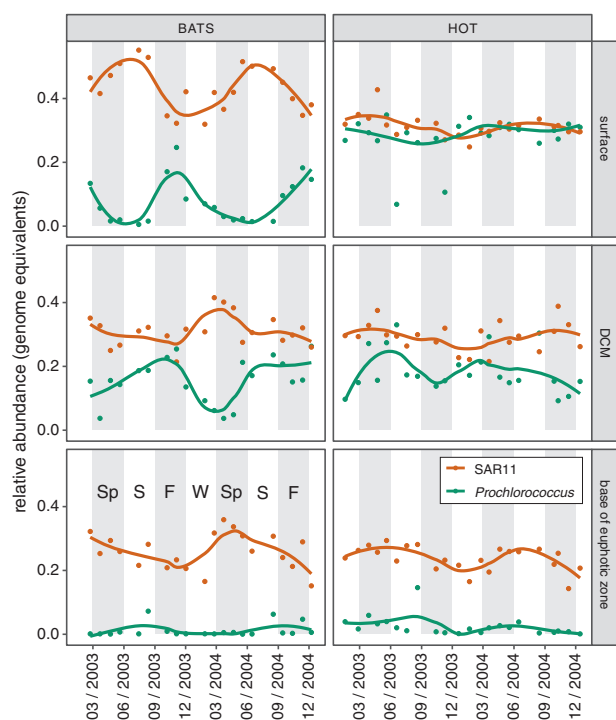 BATS HOT
relative abundance (genome equivalents)
0.4
0.2
0.0
surface
0.4
0.2
0.0
DCM
Sp S F W Sp S F
SAR11
Prochlorococcus
0.4
0.2
0.0
base of
euphotic zone
03 / 2003
06 / 2003
09 / 2003
12 / 2003
03 / 2004
06 / 2004
09 / 2004
12 / 2004
03 / 2003
06 / 2003
09 / 2003
12 / 2003
03 / 2004
06 / 2004
09 / 2004
12 / 2004